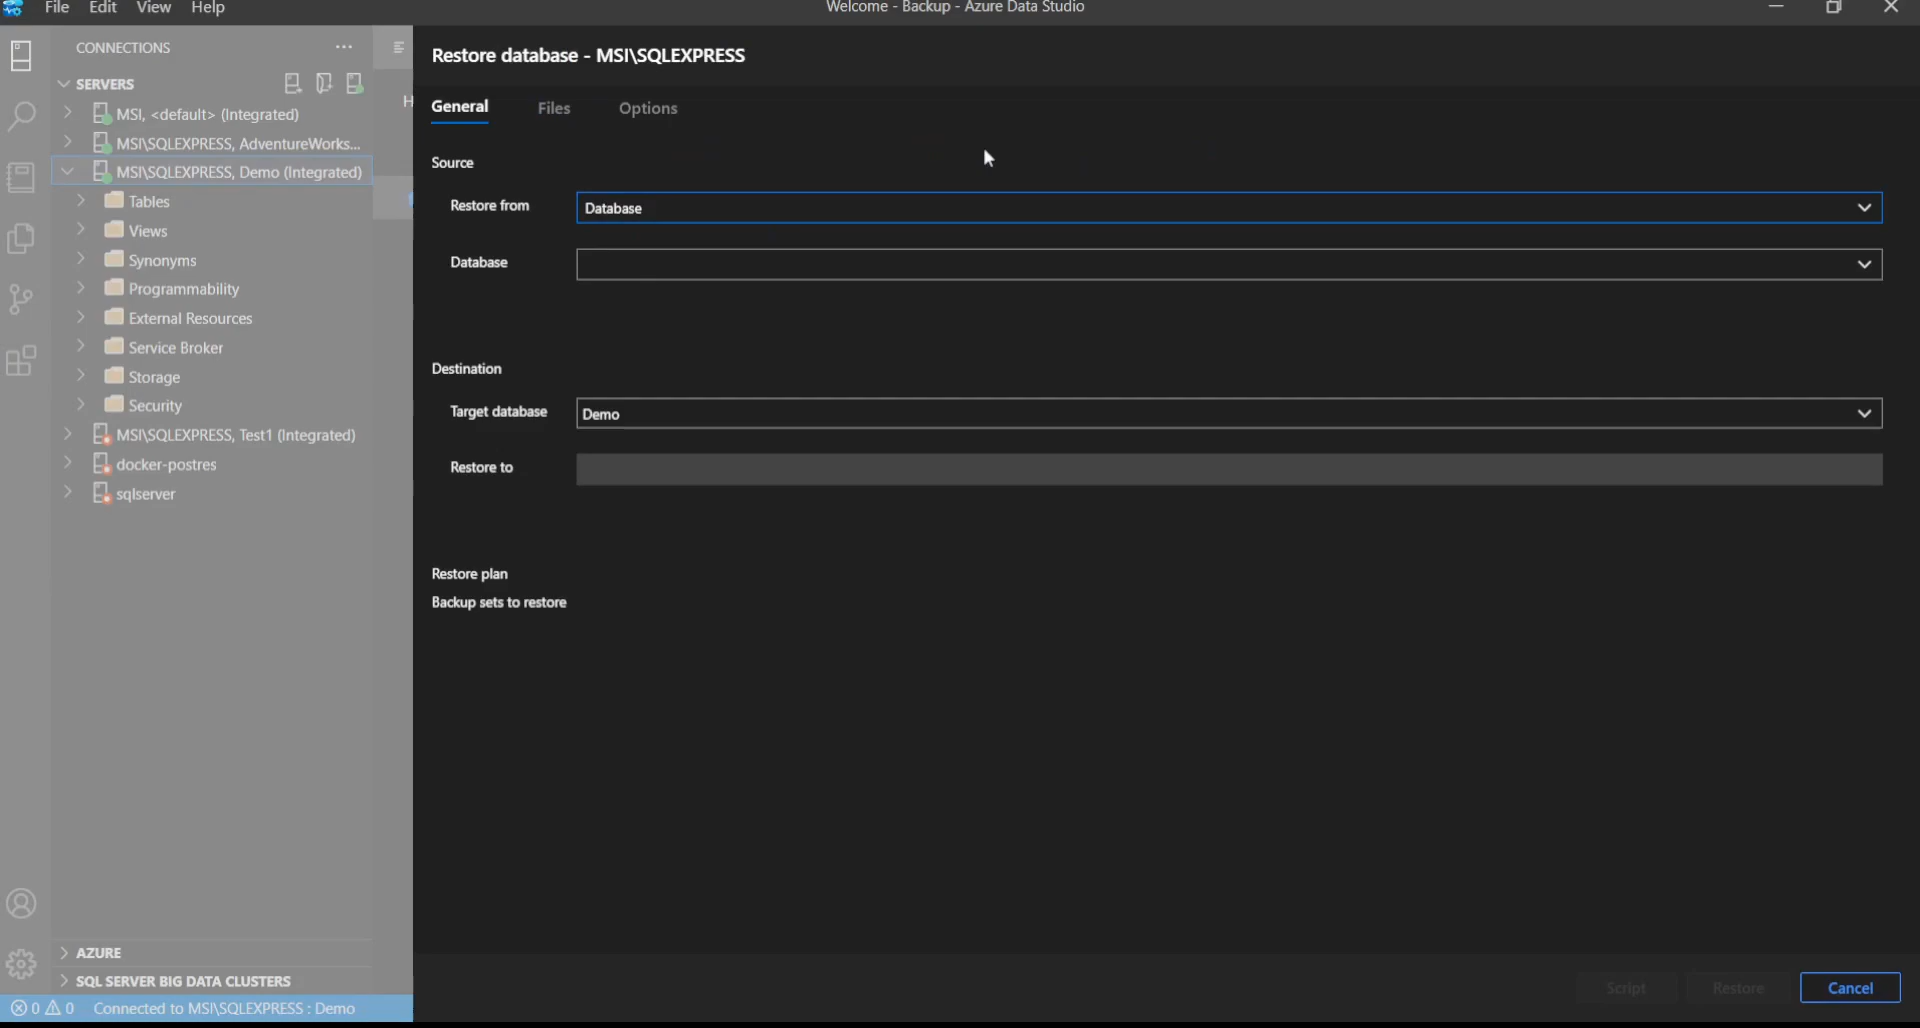 File Edit View Help
Welcome - Backup - Azure Data Studio
CONNECTIONS
SERVERS
MSI, <default> (Integrated)
MSI\SQLEXPRESS, AdventureWorks...
MSI\SQLEXPRESS, Demo (Integrated)
Tables
Views
Synonyms
Programmability
External Resources
Service Broker
Storage
Security
MSI\SQLEXPRESS, Test1 (Integrated)
docker-postres
sqlserver
AZURE
SQL SERVER BIG DATA CLUSTERS
0 0 Connected to MSI\SQLEXPRESS : Demo
H
Restore database - MSI\SQLEXPRESS
General Files Options
Source
Restore from Database
Database
Destination
Target database Demo
Restore to
Restore plan
Backup sets to restore
Script Restore Cancel